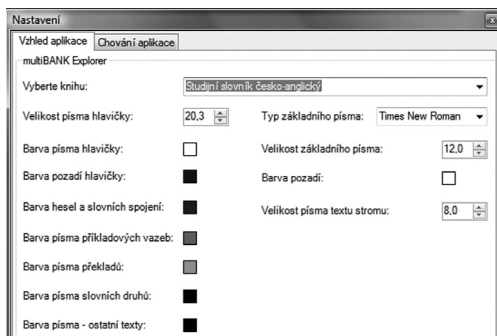 Nastavení
Vzhled aplikace Chování aplikace
multiBANK Explorer
Vyberte knihu: Studijní slovník česko-anglický
Velikost písma hlavičky: 20,3 Typ základního písma: Times New Roman
Barva písma hlavičky: Velikost základního písma: 12,0
Barva pozadí hlavičky: Barva pozadí:
Barva hesel a slovních spojení: Velikost písma textu stromu: 8,0
Barva písma příkladových vazeb:
Barva písma překladů:
Barva písma slovních druhů:
Barva písma - ostatní texty: